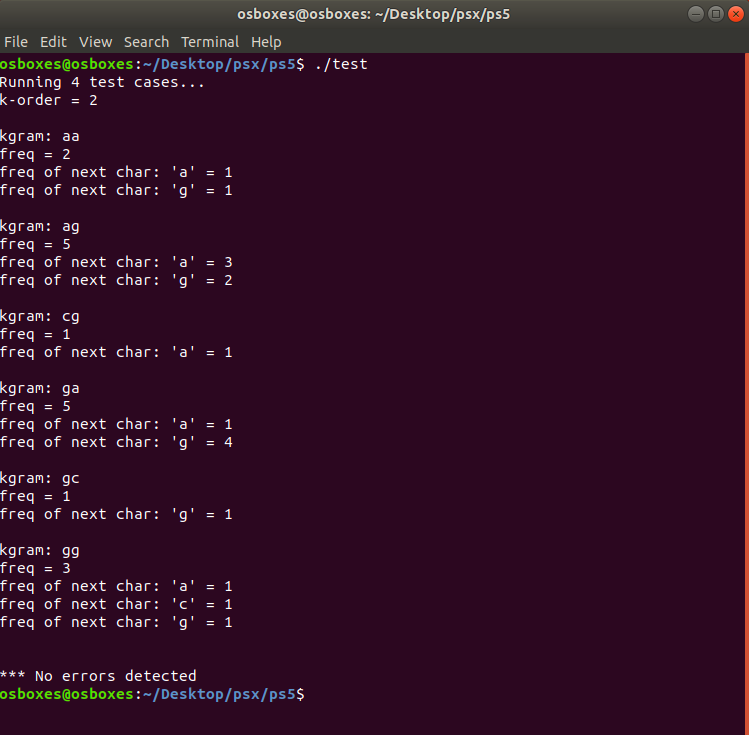 osboxes@osboxes: ~/Desktop/psx/ps5
File Edit View Search Terminal Help
osboxes@osboxes:~/Desktop/psx/ps5$ ./test
Running 4 test cases...
k-order = 2
kgram: aa
freq = 2
freq of next char: 'a' = 1
freq of next char: 'g' = 1
kgram: ag
freq = 5
freq of next char: 'a' = 3
freq of next char: 'g' = 2
kgram: cg
freq = 1
freq of next char: 'a' = 1
kgram: ga
freq = 5
freq of next char: 'a' = 1
freq of next char: 'g' = 4
kgram: gc
freq = 1
freq of next char: 'g' = 1
kgram: gg
freq = 3
freq of next char: 'a' = 1
freq of next char: 'c' = 1
freq of next char: 'g' = 1
*** No errors detected
osboxes@osboxes:~/Desktop/psx/ps5$